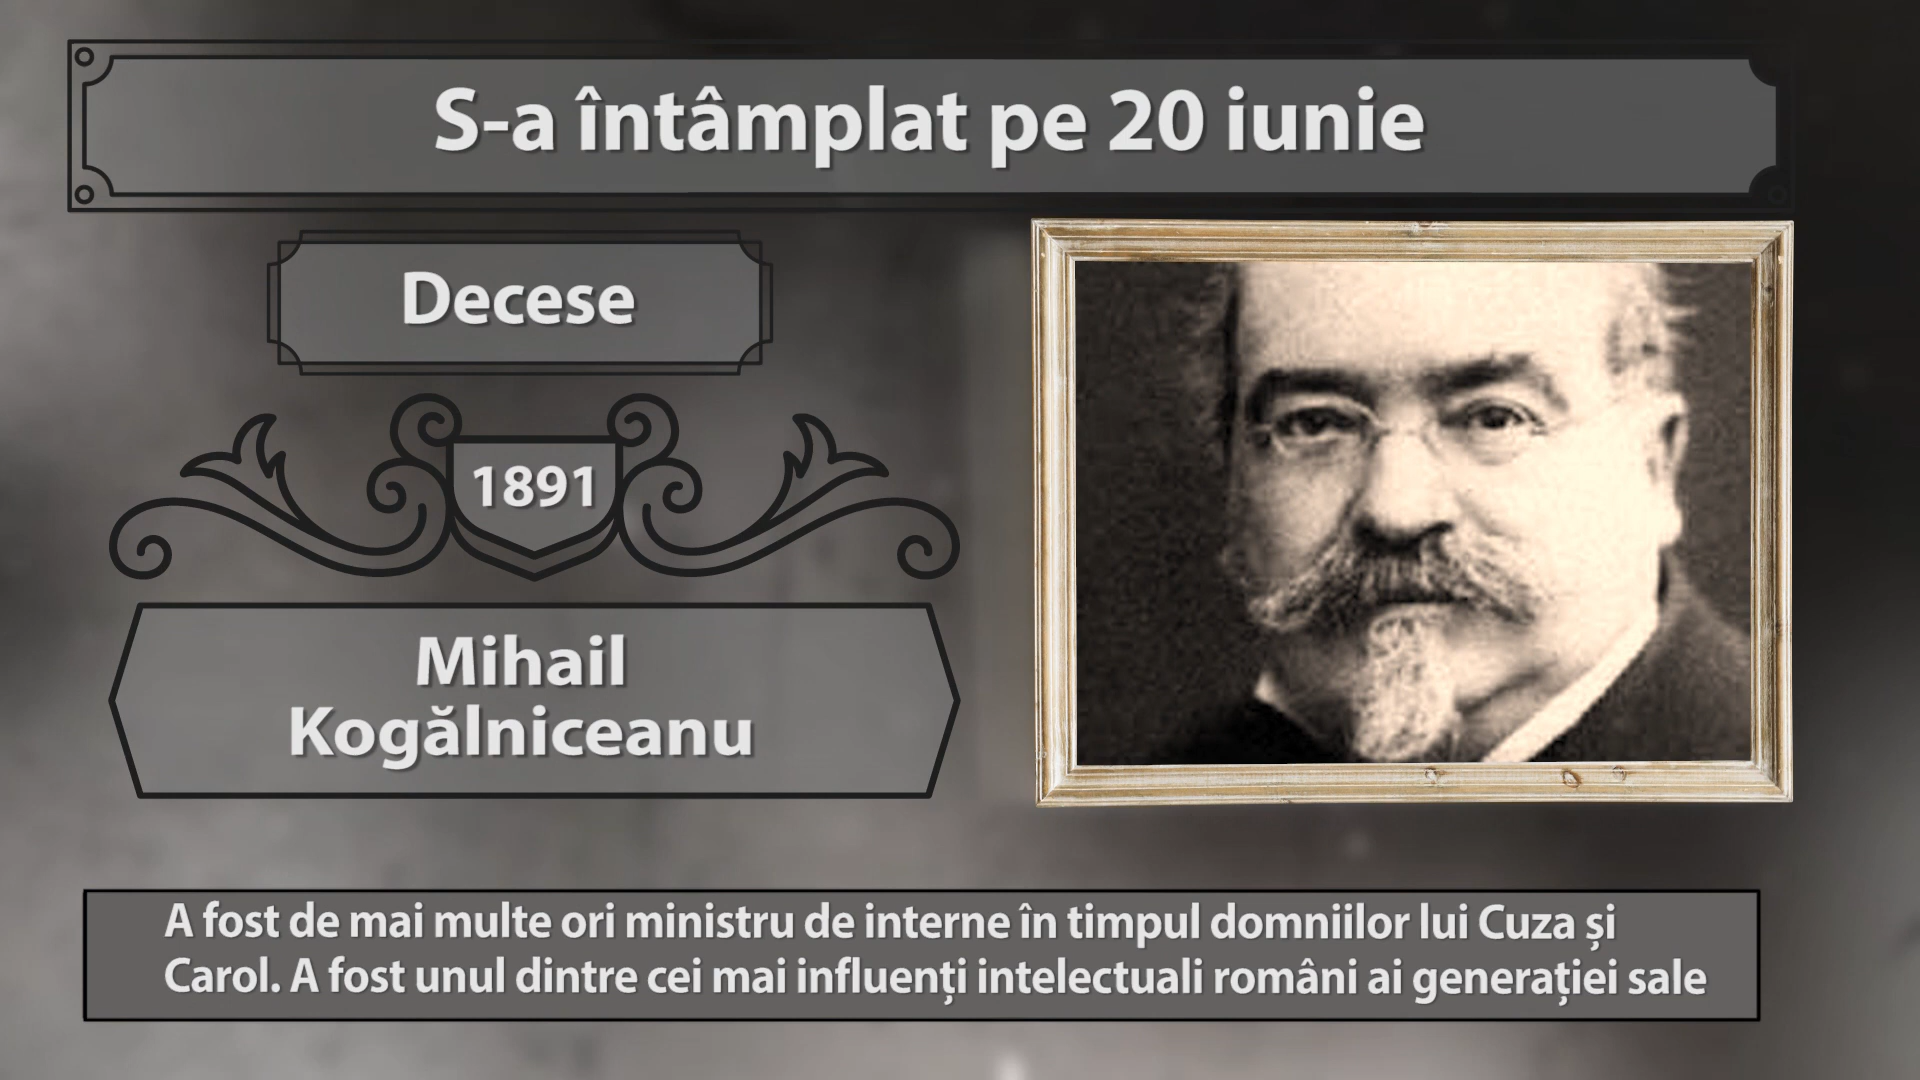 S-a întâmplat pe 20 iunie
Decese
1891
Mihail
Kogălniceanu
A fost de mai multe ori ministru de interne în timpul domniilor lui Cuza și
Carol. A fost unul dintre cei mai influenți intelectuali români ai generației sale